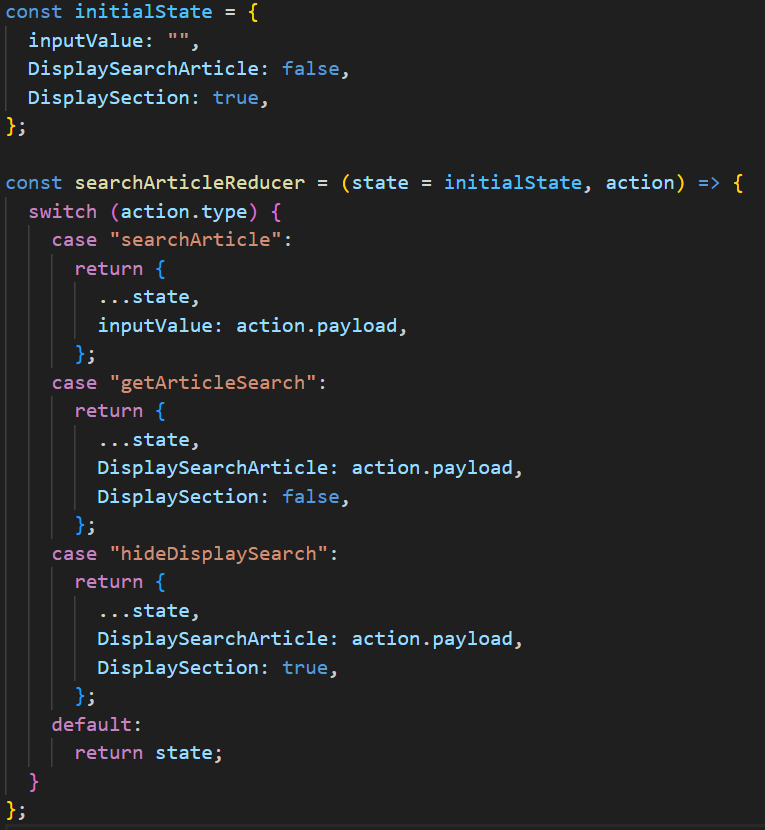 const initialState = {
  inputValue: "",
  DisplaySearchArticle: false,
  DisplaySection: true,
};

const searchArticleReducer = (state = initialState, action) => {
  switch (action.type) {
    case "searchArticle":
      return {
        ...state,
        inputValue: action.payload,
      };
    case "getArticleSearch":
      return {
        ...state,
        DisplaySearchArticle: action.payload,
        DisplaySection: false,
      };
    case "hideDisplaySearch":
      return {
        ...state,
        DisplaySearchArticle: action.payload,
        DisplaySection: true,
      };
    default:
      return state;
  }
};